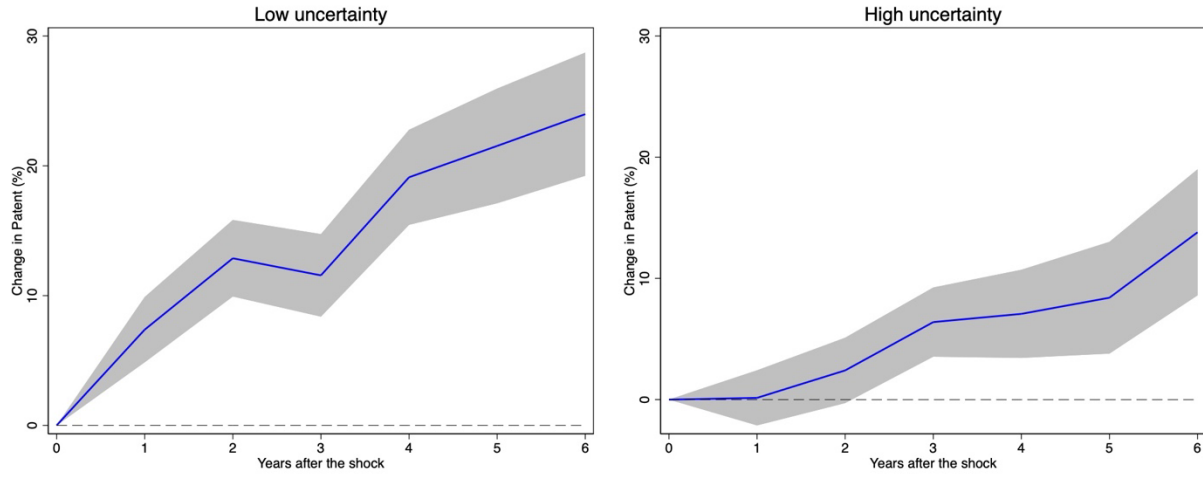 Low uncertainty
Change in Patent (%)
30
20
10
0
0 1 2 3 4 5 6
Years after the shock
High uncertainty
Change in Patent (%)
30
20
10
0
0 1 2 3 4 5 6
Years after the shock